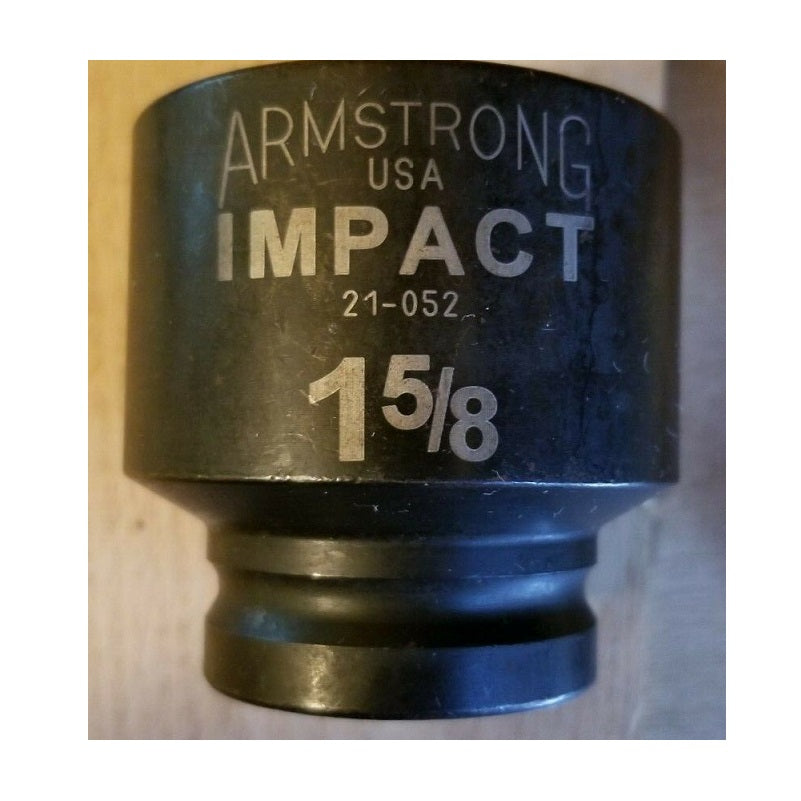 ARMSTRONG
USA
IMPACT
21-052
1 5/8